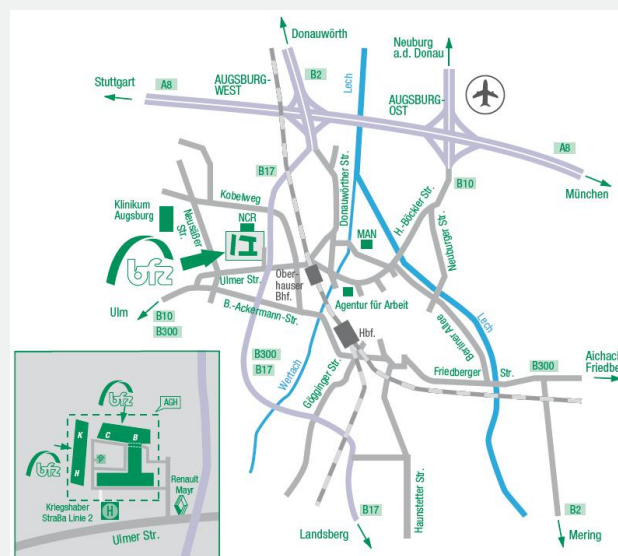 Donauwörth
Neuburg
a.d. Donau
B2
Stuttgart
A8
AUGSBURG-
WEST
Lech
AUGSBURG-
OST
A8
B17
B10
München
Kobelweg
Donauwörther Str.
H.-Böckler Str.
Neuburger Str.
Klinikum
Augsburg
Neusäßer
Str.
NCR
MAN
bfz
Ober-
hauser
Bhf.
Ulmer Str.
Agentur für Arbeit
Ulm
B.-Ackermann-Str.
B10
B300
Hbf.
Lech
Berliner Allee
Wertach
B300
B17
Gögginger Str.
Friedberger Str.
B300
Aichach
Friedbe
bfz
AGH
K
C
B
bfz
P
H
Renault
Mayr
Kriegshaber
Straßa Linie 2
H
Ulmer Str.
Haunstetter Str.
B17
Landsberg
B2
Mering